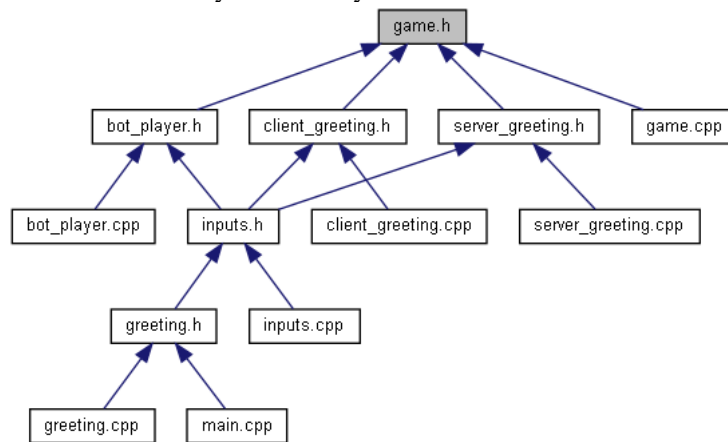 game.h
bot_player.h
client_greeting.h
server_greeting.h
game.cpp
bot_player.cpp
inputs.h
client_greeting.cpp
server_greeting.cpp
greeting.h
inputs.cpp
greeting.cpp
main.cpp